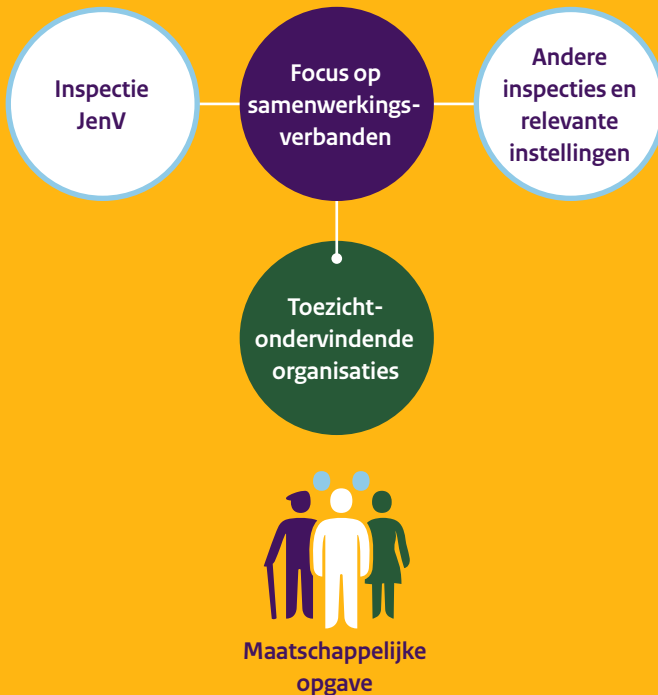 Inspectie
JenV
Focus op
samenwerkings-
verbanden
Andere
inspecties en
relevante
instellingen
Toezicht-
ondervindende
organisaties
Maatschappelijke
opgave